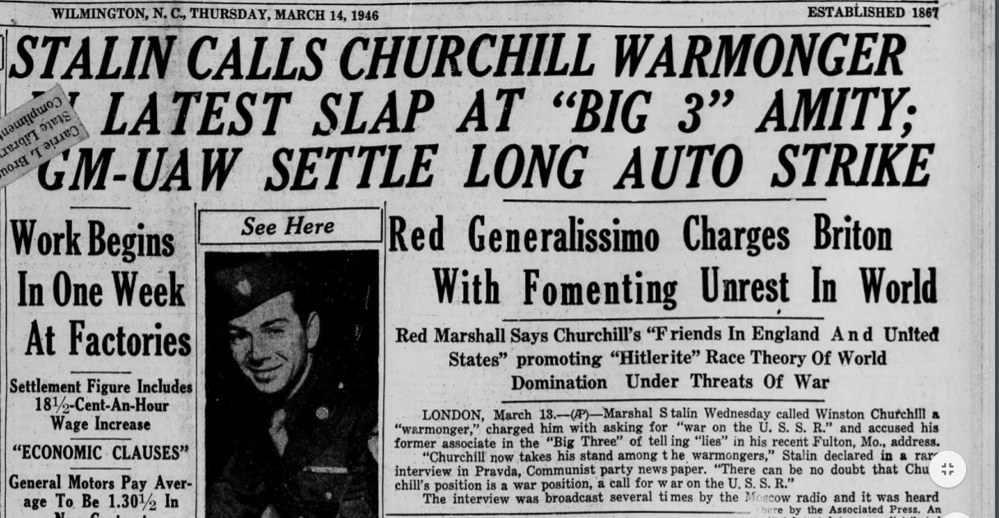 WILMINGTON, N. C., THURSDAY, MARCH 14, 1946
ESTABLISHED 1867
STALIN CALLS CHURCHILL WARMONGER
LATEST SLAP AT “BIG 3” AMITY;
GM-UAW SETTLE LONG AUTO STRIKE
Carrie L. Brou
State Library
Compliment
Work Begins
In One Week
At Factories
Settlement Figure Includes
18½-Cent-An-Hour
Wage Increase
“ECONOMIC CLAUSES”
General Motors Pay Aver-
age To Be 1.30½ In
See Here
Red Generalissimo Charges Briton
With Fomenting Unrest In World
Red Marshall Says Churchill’s “Friends In England And United
States” promoting “Hitlerite” Race Theory Of World
Domination Under Threats Of War
LONDON, March 13.—(AP)—Marshal Stalin Wednesday called Winston Churchill a
“warmonger,” charged him with asking for “war on the U. S. S. R.” and accused his
former associate in the “Big Three” of telling “lies” in his recent Fulton, Mo., address.
“Churchill now takes his stand among the warmongers,” Stalin declared in a rare
interview in Pravda, Communist party newspaper. “There can be no doubt that Chu
chill’s position is a war position, a call for war on the U. S. S. R.”
The interview was broadcast several times by the Moscow radio and it was heard
here by the Associated Press. An